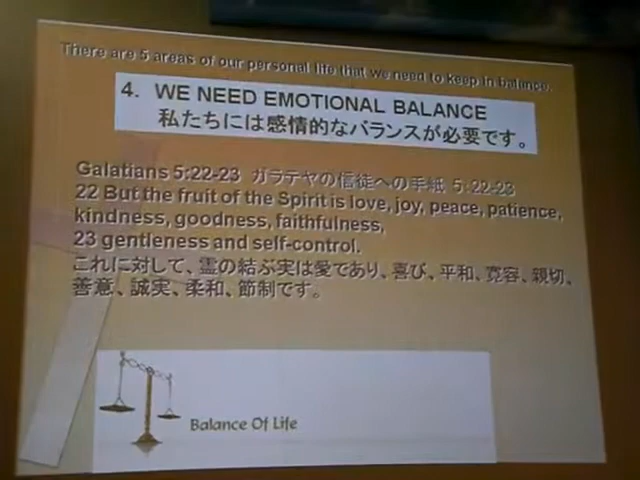 There are 5 areas of our personal life that we need to keep in balance.
4. WE NEED EMOTIONAL BALANCE
私たちには感情的なバランスが必要です。
Galatians 5:22-23 ガラテヤの信徒への手紙 5:22-23
22 But the fruit of the Spirit is love, joy, peace, patience,
kindness, goodness, faithfulness,
23 gentleness and self-control.
これに対して、霊の結ぶ実は愛であり、喜び、平和、寛容、親切、
善意、誠実、柔和、節制です。
Balance Of Life